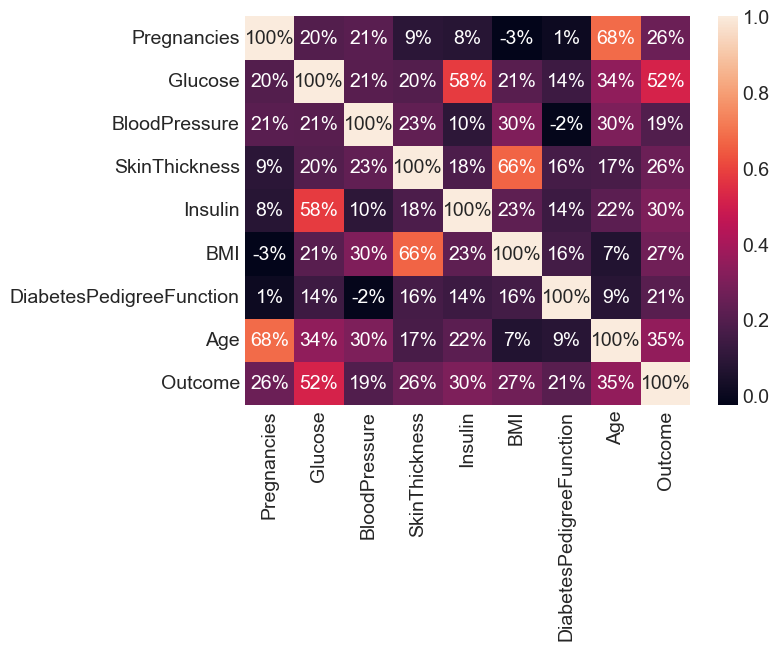 Pregnancies 100% 20% 21% 9% 8% -3% 1% 68% 26%
Glucose 20% 100% 21% 20% 58% 21% 14% 34% 52%
BloodPressure 21% 21% 100% 23% 10% 30% -2% 30% 19%
SkinThickness 9% 20% 23% 100% 18% 66% 16% 17% 26%
Insulin 8% 58% 10% 18% 100% 23% 14% 22% 30%
BMI -3% 21% 30% 66% 23% 100% 16% 7% 27%
DiabetesPedigreeFunction 1% 14% -2% 16% 14% 16% 100% 9% 21%
Age 68% 34% 30% 17% 22% 7% 9% 100% 35%
Outcome 26% 52% 19% 26% 30% 27% 21% 35% 100%
Pregnancies
Glucose
BloodPressure
SkinThickness
Insulin
BMI
DiabetesPedigreeFunction
Age
Outcome
1.0
0.8
0.6
0.4
0.2
0.0